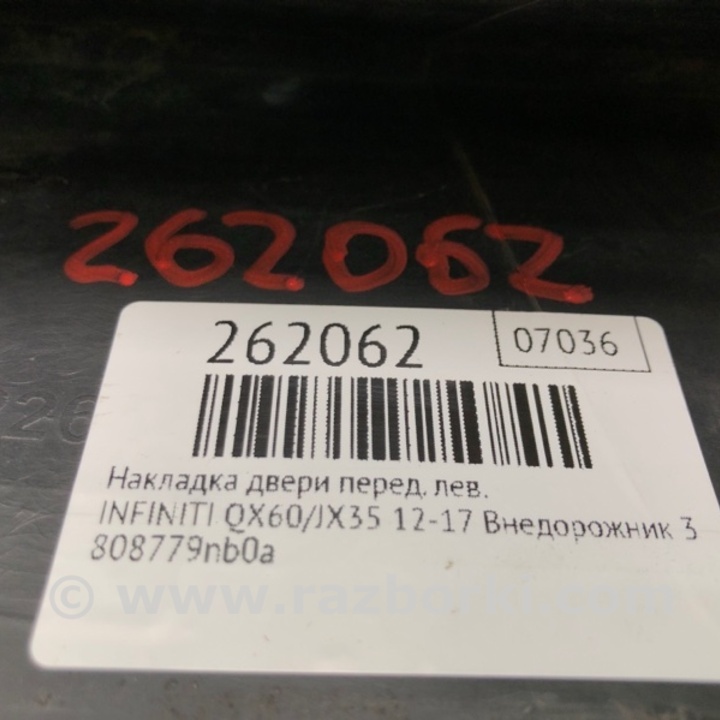 262062
262062
07036
Накладка двери перед. лев.
INFINITI QX60/JX35 12-17 Внедорожник 3
808779nb0a
© www.razborki.com